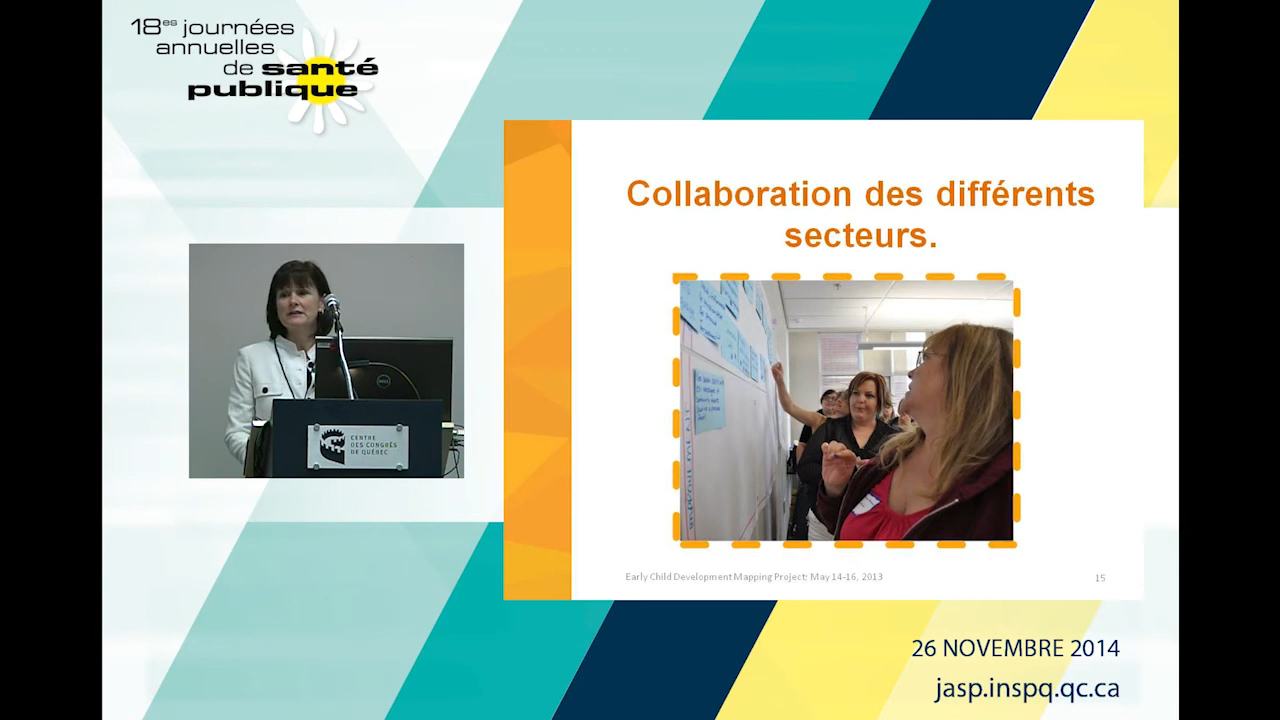 18es journées
annuelles
de santé
publique
Collaboration des différents
secteurs.
DELL
CENTRE
DES CONGRÈS
DE QUÉBEC
Early Child Development Mapping Project: May 14-16, 2013
15
26 NOVEMBRE 2014
jasp.inspq.qc.ca